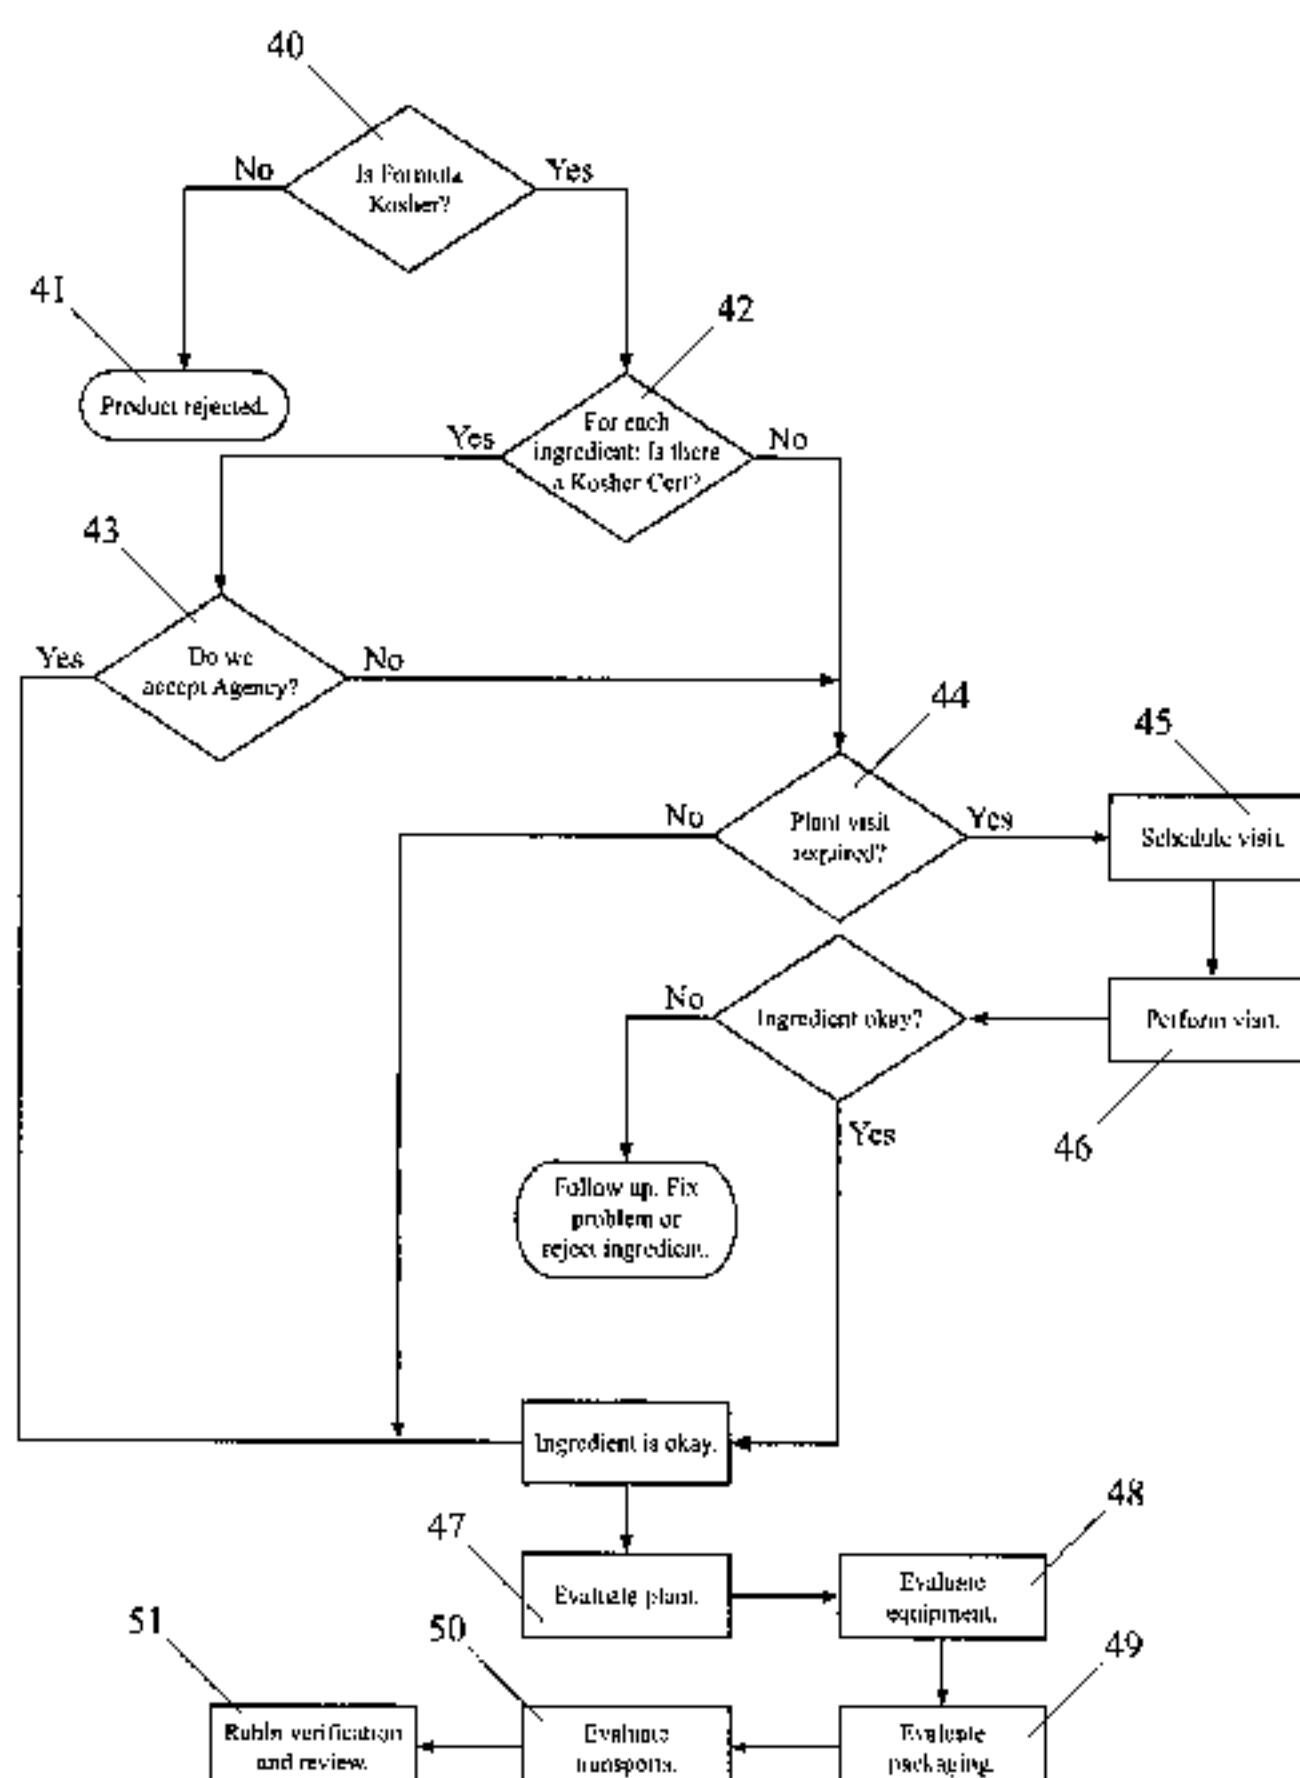 40
No
Yes
Is Formula
Kosher?
41
42
Product rejected.
For each
ingredient: Is there
a Kosher Cert?
Yes
No
43
Yes
Do we
accept Agency?
No
44
45
No
Plant visit
required?
Yes
Schedule visit.
No
Ingredient okay?
Perform visit.
Yes
46
Follow up. Fix
problem or
reject ingredient.
Ingredient is okay.
47
48
Evaluate plant.
Evaluate
equipment.
51
50
49
Rabbi verification
and review.
Evaluate
transports.
Evaluate
packaging.